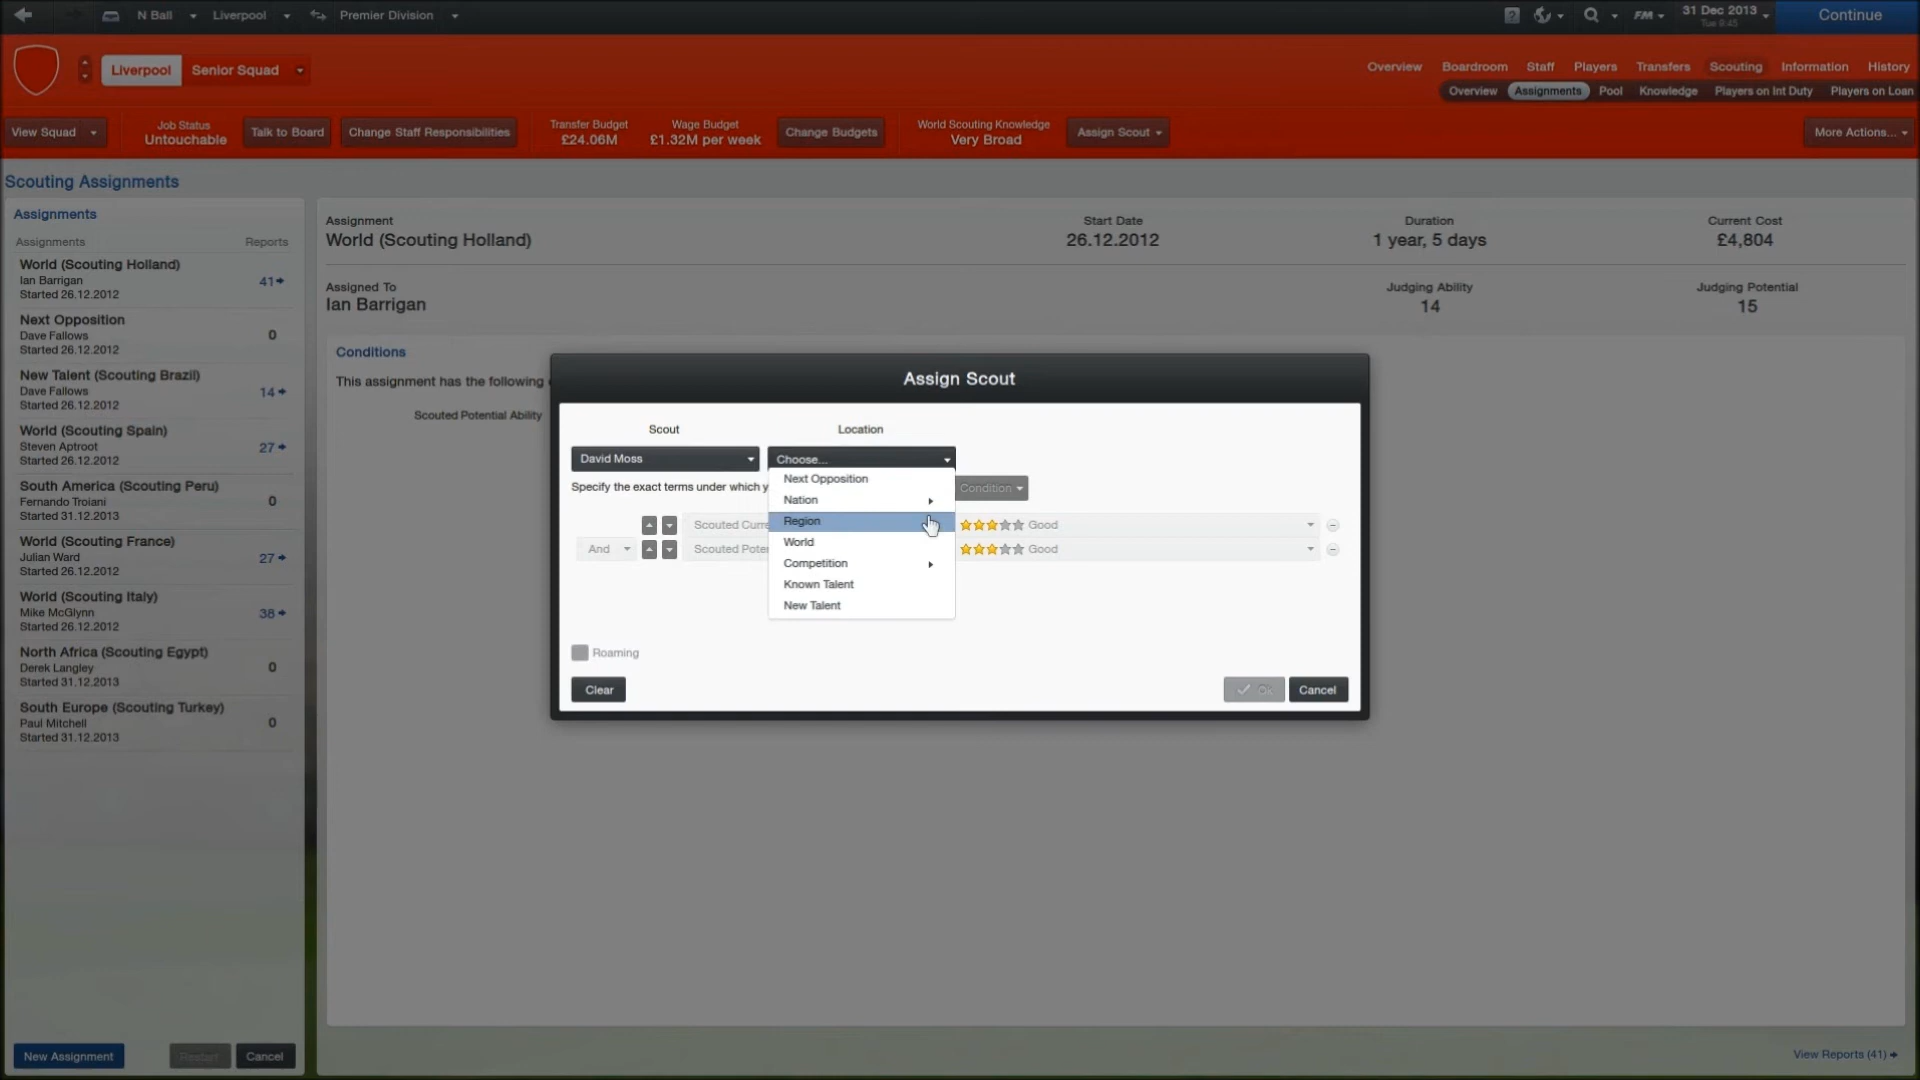 N Ball
Liverpool
Premier Division
FM
31 Dec 2013
Tue 9:45
Continue
Liverpool
Senior Squad
Overview Boardroom Staff Players Transfers Scouting Information History
Overview Assignments Pool Knowledge Players on Int Duty Players on Loan
View Squad
Job Status
Untouchable
Talk to Board
Change Staff Responsibilities
Transfer Budget
£24.06M
Wage Budget
£1.32M per week
Change Budgets
World Scouting Knowledge
Very Broad
Assign Scout
More Actions...
Scouting Assignments
Assignments
Assignments Reports
World (Scouting Holland)
Ian Barrigan
Started 26.12.2012
41
Next Opposition
Dave Fallows
Started 26.12.2012
0
New Talent (Scouting Brazil)
Dave Fallows
Started 26.12.2012
14
World (Scouting Spain)
Steven Aptroot
Started 26.12.2012
27
South America (Scouting Peru)
Fernando Troiani
Started 31.12.2013
0
World (Scouting France)
Julian Ward
Started 26.12.2012
27
World (Scouting Italy)
Mike McGlynn
Started 26.12.2012
38
North Africa (Scouting Egypt)
Derek Langley
Started 31.12.2013
0
South Europe (Scouting Turkey)
Paul Mitchell
Started 31.12.2013
0
New Assignment
Restart
Cancel
Assignment
World (Scouting Holland)
Start Date
26.12.2012
Duration
1 year, 5 days
Current Cost
£4,804
Assigned To
Ian Barrigan
Judging Ability
14
Judging Potential
15
Conditions
This assignment has the following
Scouted Potential Ability
Assign Scout
Scout
Location
David Moss
Choose...
Specify the exact terms under which y
Condition
Next Opposition
Nation
Region
World
Competition
Known Talent
New Talent
Scouted Curre
Good
And
Scouted Poter
Good
Roaming
Clear
Ok
Cancel
View Reports (41)